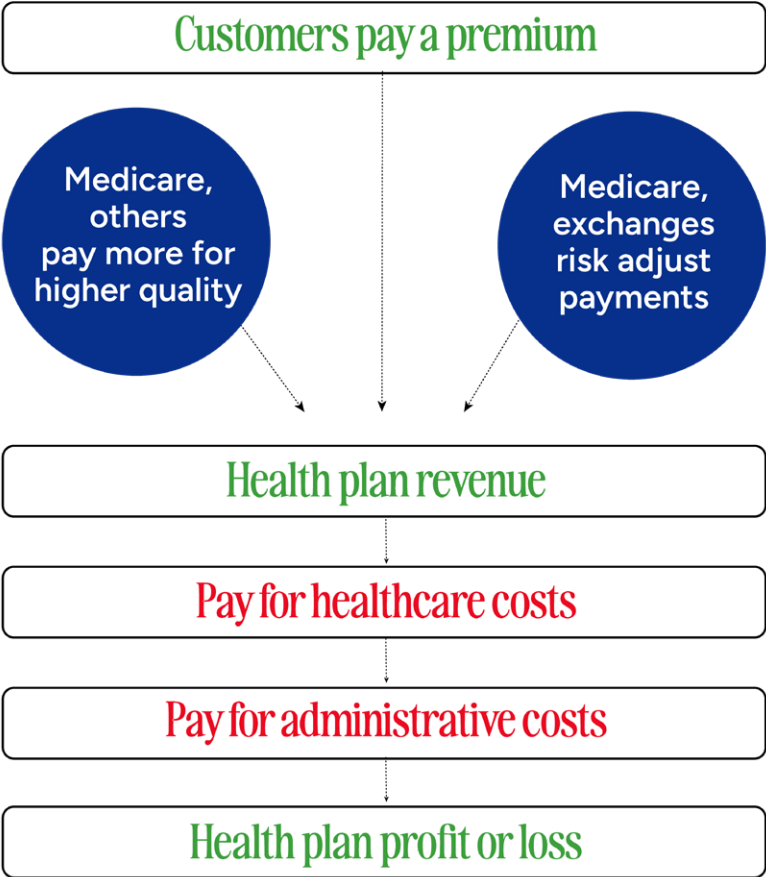 Customers pay a premium
Medicare,
others
pay more for
higher quality
Medicare,
exchanges
risk adjust
payments
Health plan revenue
Pay for healthcare costs
Pay for administrative costs
Health plan profit or loss